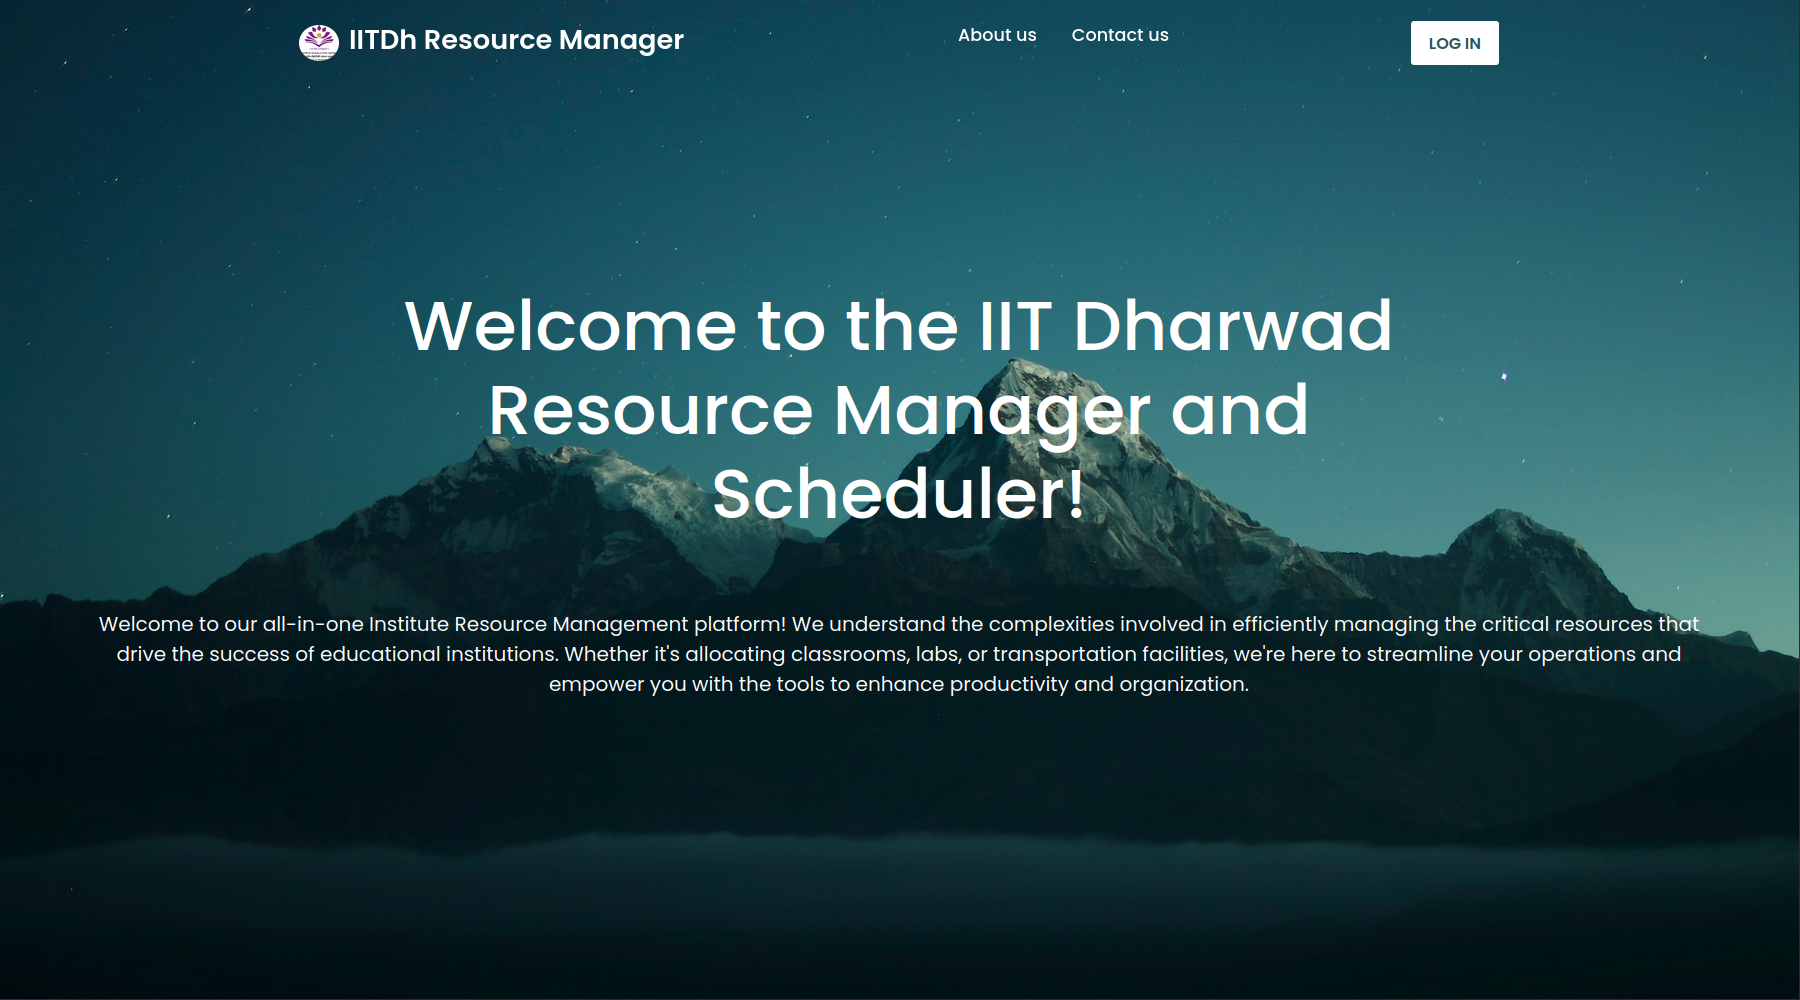 IITDh Resource Manager
About us
Contact us
LOG IN
Welcome to the IIT Dharwad
Resource Manager and
Scheduler!
Welcome to our all-in-one Institute Resource Management platform! We understand the complexities involved in efficiently managing the critical resources that
drive the success of educational institutions. Whether it's allocating classrooms, labs, or transportation facilities, we're here to streamline your operations and
empower you with the tools to enhance productivity and organization.